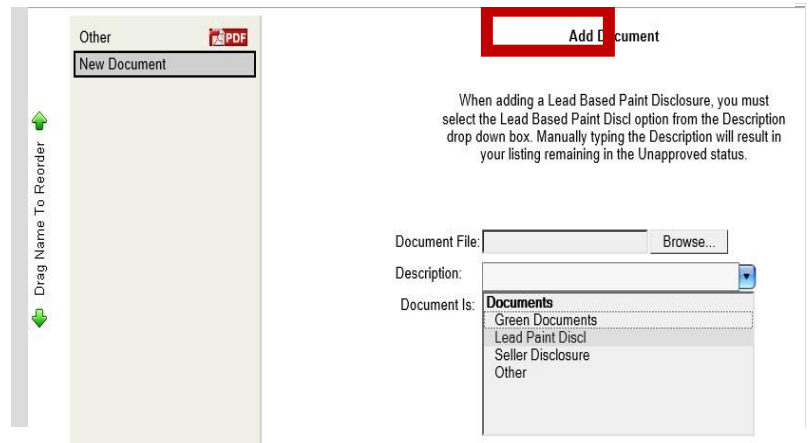 Other
PDF
New Document
Drag Name To Reorder
Add Document
When adding a Lead Based Paint Disclosure, you must
select the Lead Based Paint Discl option from the Description
drop down box. Manually typing the Description will result in
your listing remaining in the Unapproved status.
Document File:
Browse...
Description:
Document Is:
Documents
Green Documents
Lead Paint Discl
Seller Disclosure
Other